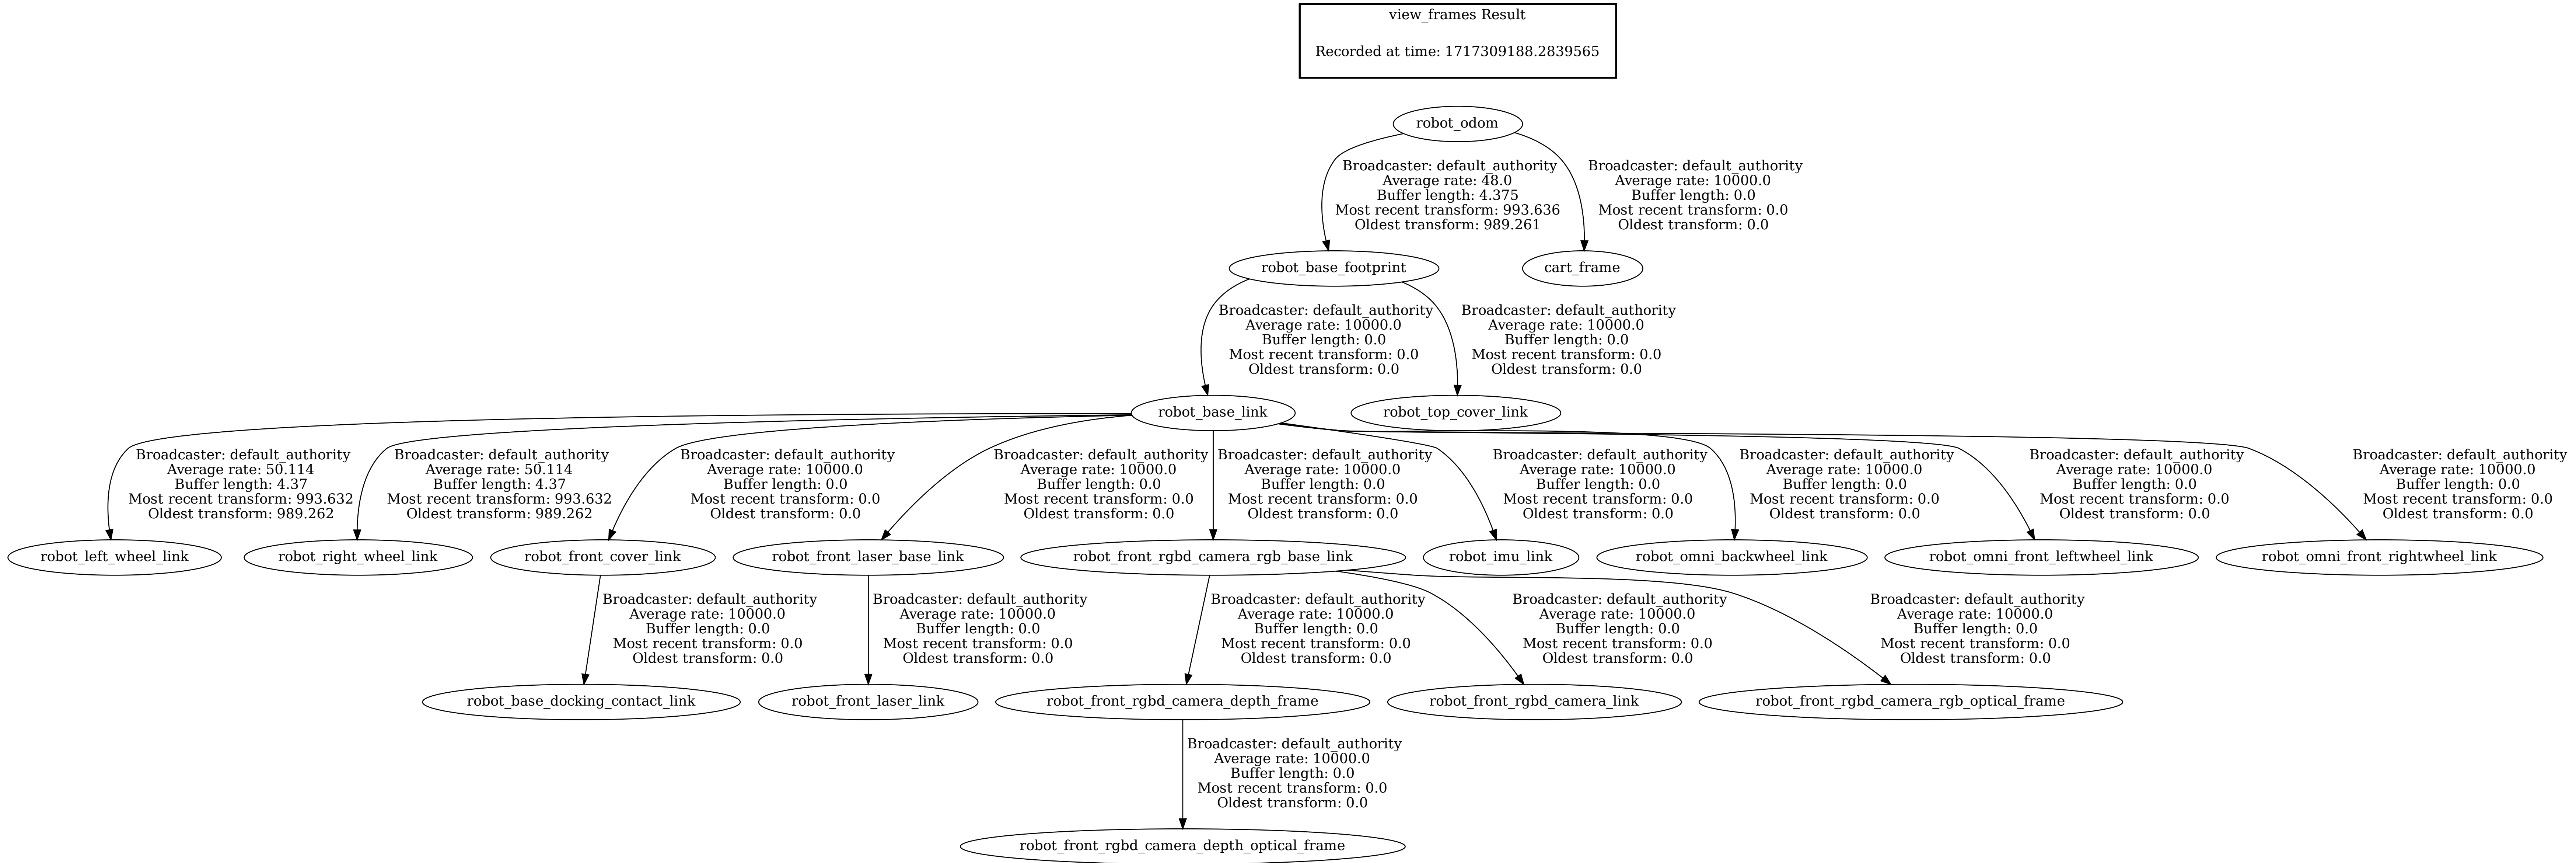 view_frames Result
Recorded at time: 1717309188.2839565
robot_odom
Broadcaster: default_authority
Average rate: 48.0
Buffer length: 4.375
Most recent transform: 993.636
Oldest transform: 989.261
Broadcaster: default_authority
Average rate: 10000.0
Buffer length: 0.0
Most recent transform: 0.0
Oldest transform: 0.0
robot_base_footprint
cart_frame
Broadcaster: default_authority
Average rate: 10000.0
Buffer length: 0.0
Most recent transform: 0.0
Oldest transform: 0.0
Broadcaster: default_authority
Average rate: 10000.0
Buffer length: 0.0
Most recent transform: 0.0
Oldest transform: 0.0
robot_base_link
robot_top_cover_link
Broadcaster: default_authority
Average rate: 50.114
Buffer length: 4.37
Most recent transform: 993.632
Oldest transform: 989.262
Broadcaster: default_authority
Average rate: 50.114
Buffer length: 4.37
Most recent transform: 993.632
Oldest transform: 989.262
Broadcaster: default_authority
Average rate: 10000.0
Buffer length: 0.0
Most recent transform: 0.0
Oldest transform: 0.0
Broadcaster: default_authority
Average rate: 10000.0
Buffer length: 0.0
Most recent transform: 0.0
Oldest transform: 0.0
Broadcaster: default_authority
Average rate: 10000.0
Buffer length: 0.0
Most recent transform: 0.0
Oldest transform: 0.0
Broadcaster: default_authority
Average rate: 10000.0
Buffer length: 0.0
Most recent transform: 0.0
Oldest transform: 0.0
Broadcaster: default_authority
Average rate: 10000.0
Buffer length: 0.0
Most recent transform: 0.0
Oldest transform: 0.0
Broadcaster: default_authority
Average rate: 10000.0
Buffer length: 0.0
Most recent transform: 0.0
Oldest transform: 0.0
Broadcaster: default_authority
Average rate: 10000.0
Buffer length: 0.0
Most recent transform: 0.0
Oldest transform: 0.0
robot_left_wheel_link
robot_right_wheel_link
robot_front_cover_link
robot_front_laser_base_link
robot_front_rgbd_camera_rgb_base_link
robot_imu_link
robot_omni_backwheel_link
robot_omni_front_leftwheel_link
robot_omni_front_rightwheel_link
Broadcaster: default_authority
Average rate: 10000.0
Buffer length: 0.0
Most recent transform: 0.0
Oldest transform: 0.0
Broadcaster: default_authority
Average rate: 10000.0
Buffer length: 0.0
Most recent transform: 0.0
Oldest transform: 0.0
Broadcaster: default_authority
Average rate: 10000.0
Buffer length: 0.0
Most recent transform: 0.0
Oldest transform: 0.0
Broadcaster: default_authority
Average rate: 10000.0
Buffer length: 0.0
Most recent transform: 0.0
Oldest transform: 0.0
Broadcaster: default_authority
Average rate: 10000.0
Buffer length: 0.0
Most recent transform: 0.0
Oldest transform: 0.0
robot_base_docking_contact_link
robot_front_laser_link
robot_front_rgbd_camera_depth_frame
robot_front_rgbd_camera_link
robot_front_rgbd_camera_rgb_optical_frame
Broadcaster: default_authority
Average rate: 10000.0
Buffer length: 0.0
Most recent transform: 0.0
Oldest transform: 0.0
robot_front_rgbd_camera_depth_optical_frame